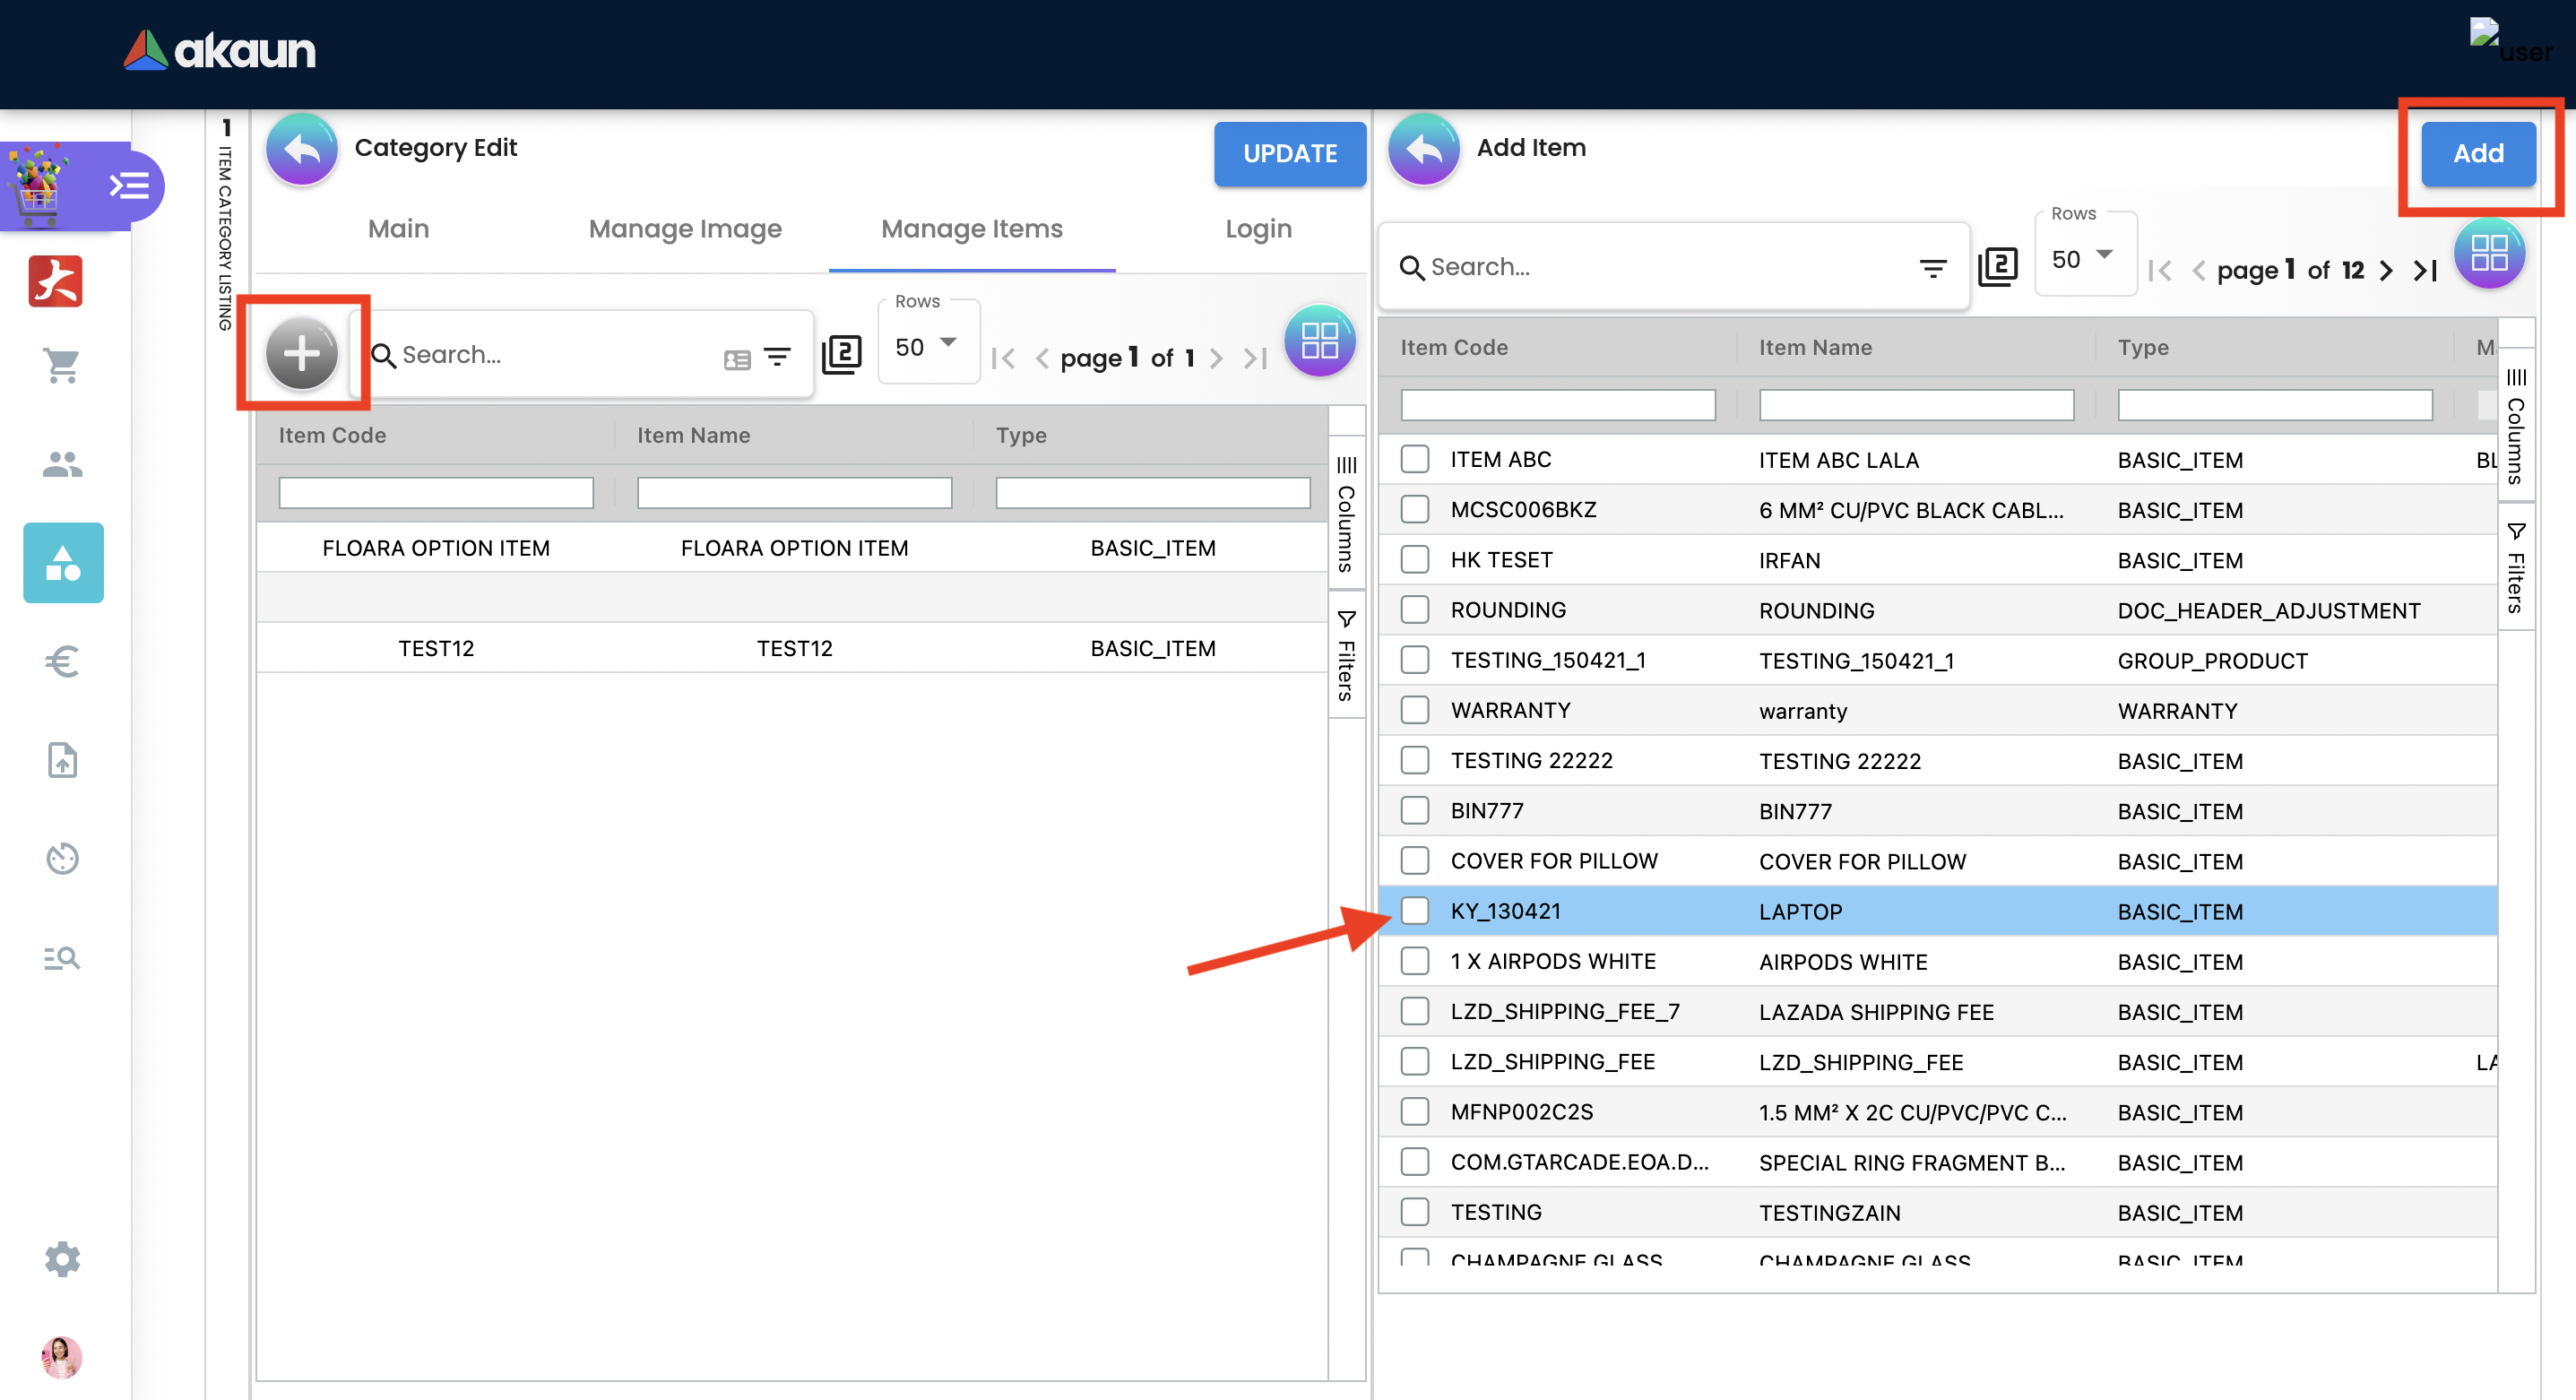 akaun
user
1
ITEM CATEGORY LISTING
Category Edit
UPDATE
Main
Manage Image
Manage Items
Login
Search...
2
Rows
50
page 1 of 1
Item Code
Item Name
Type
FLOARA OPTION ITEM
FLOARA OPTION ITEM
BASIC_ITEM
TEST12
TEST12
BASIC_ITEM
Columns
Filters
Add Item
Add
Search...
2
Rows
50
page 1 of 12
Item Code
Item Name
Type
ITEM ABC
ITEM ABC LALA
BASIC_ITEM
BL
MCSC006BKZ
6 MM² CU/PVC BLACK CABL...
BASIC_ITEM
HK TESET
IRFAN
BASIC_ITEM
ROUNDING
ROUNDING
DOC_HEADER_ADJUSTMENT
TESTING_150421_1
TESTING_150421_1
GROUP_PRODUCT
WARRANTY
warranty
WARRANTY
TESTING 22222
TESTING 22222
BASIC_ITEM
BIN777
BIN777
BASIC_ITEM
COVER FOR PILLOW
COVER FOR PILLOW
BASIC_ITEM
KY_130421
LAPTOP
BASIC_ITEM
1 X AIRPODS WHITE
AIRPODS WHITE
BASIC_ITEM
LZD_SHIPPING_FEE_7
LAZADA SHIPPING FEE
BASIC_ITEM
LZD_SHIPPING_FEE
LZD_SHIPPING_FEE
BASIC_ITEM
LA
MFNP002C2S
1.5 MM² X 2C CU/PVC/PVC C...
BASIC_ITEM
COM.GTARCADE.EOA.D...
SPECIAL RING FRAGMENT B...
BASIC_ITEM
TESTING
TESTINGZAIN
BASIC_ITEM
CHAMPAGNE GLASS
CHAMPAGNE GLASS
BASIC_ITEM
Columns
Filters